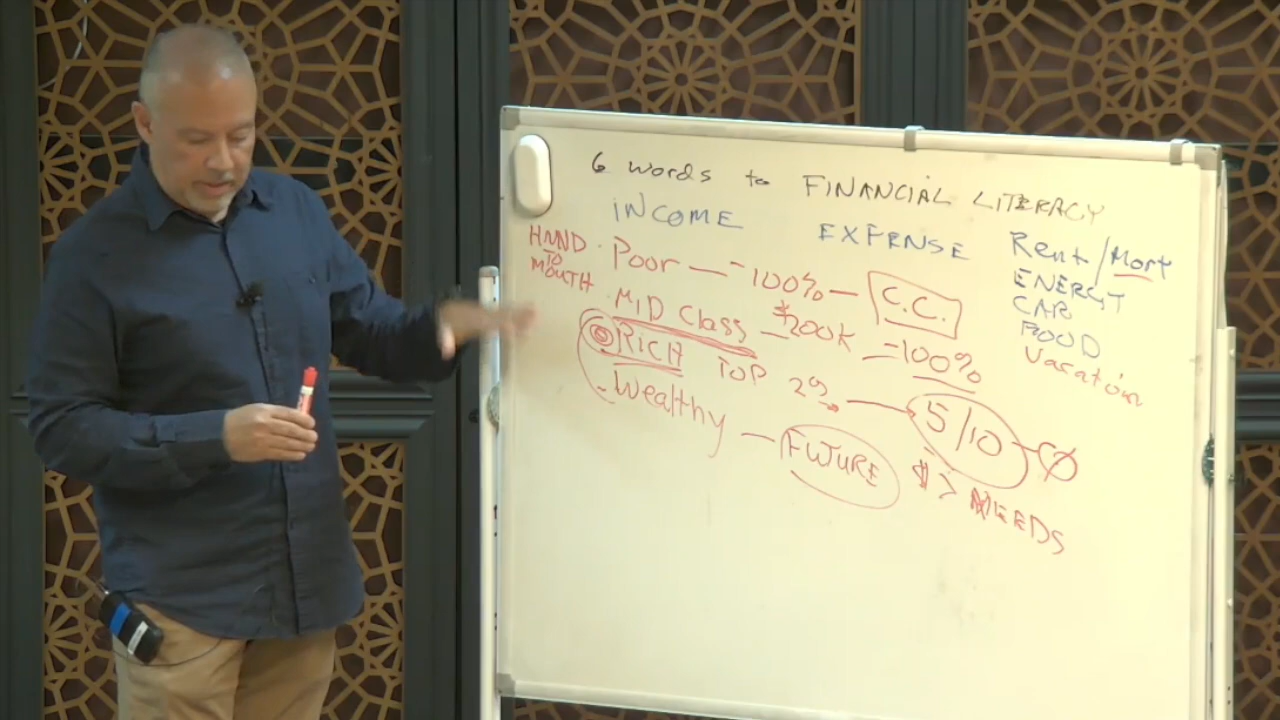 6 words to FINANCIAL LITERACY
INCOME EXPENSE
Rent/Mort
ENERGY
CAR
FOOD
Vacation
HAND TO MOUTH
Poor — -100% — C.C.
MID Class — $200K — -100%
RICH TOP 2% — 5/10 — Ø
- Wealthy — FUTURE $ > NEEDS